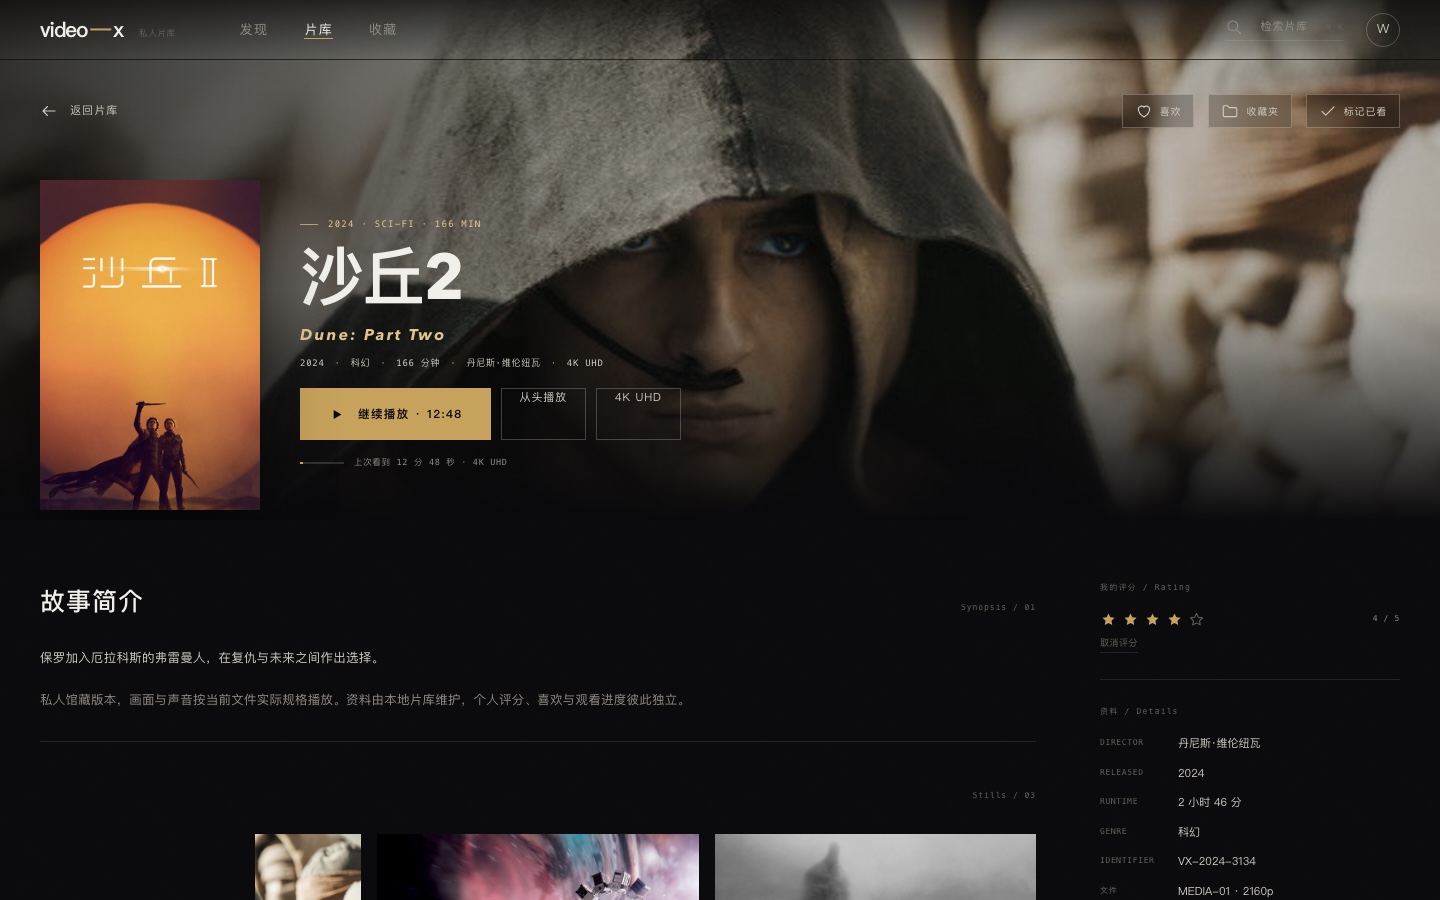 video—x 私人片库 发现 片库 收藏 检索片库 W
返回片库 喜欢 收藏夹 标记已看
沙丘 II
2024 · SCI-FI · 166 MIN
沙丘2
Dune: Part Two
2024 · 科幻 · 166 分钟 · 丹尼斯·维伦纽瓦 · 4K UHD
继续播放 · 12:48 从头播放 4K UHD
上次看到 12 分 48 秒 · 4K UHD
故事简介 Synopsis / 01
保罗加入厄拉科斯的弗雷曼人，在复仇与未来之间作出选择。
私人馆藏版本，画面与声音按当前文件实际规格播放。资料由本地片库维护，个人评分、喜欢与观看进度彼此独立。
Stills / 03
我的评分 / Rating
4 / 5
取消评分
资料 / Details
DIRECTOR 丹尼斯·维伦纽瓦
RELEASED 2024
RUNTIME 2 小时 46 分
GENRE 科幻
IDENTIFIER VX-2024-3134
文件 MEDIA-01 · 2160p